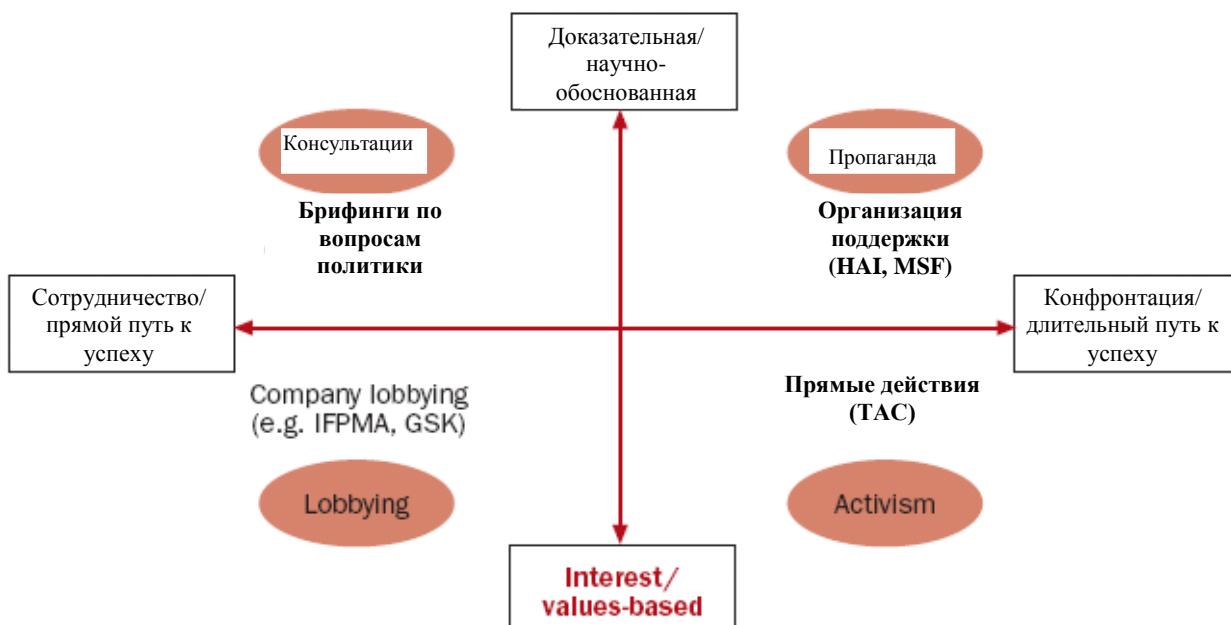 Доказательная/
научно-
обоснованная
Консультации
Пропаганда
Брифинги по
вопросам
политики
Организация
поддержки
(HAI, MSF)
Сотрудничество/
прямой путь к
успеху
Конфронтация/
длительный путь к
успеху
Company lobbying
(e.g. IFPMA, GSK)
Прямые действия
(TAC)
Lobbying
Activism
Interest/
values-based